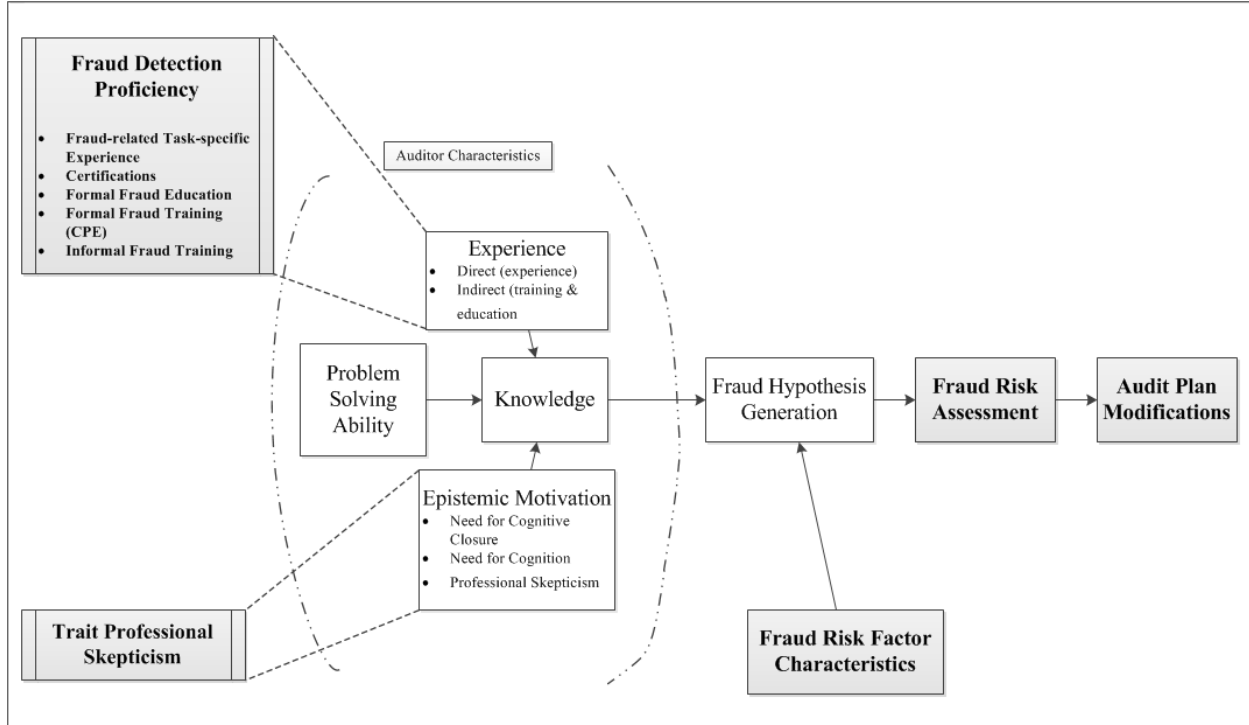 Fraud Detection
Proficiency
• Fraud-related Task-specific
Experience
• Certifications
• Formal Fraud Education
• Formal Fraud Training
(CPE)
• Informal Fraud Training
Auditor Characteristics
Experience
• Direct (experience)
• Indirect (training &
education
Problem
Solving
Ability
Knowledge
Fraud Hypothesis
Generation
Fraud Risk
Assessment
Audit Plan
Modifications
Epistemic Motivation
• Need for Cognitive
Closure
• Need for Cognition
• Professional Skepticism
Trait Professional
Skepticism
Fraud Risk Factor
Characteristics